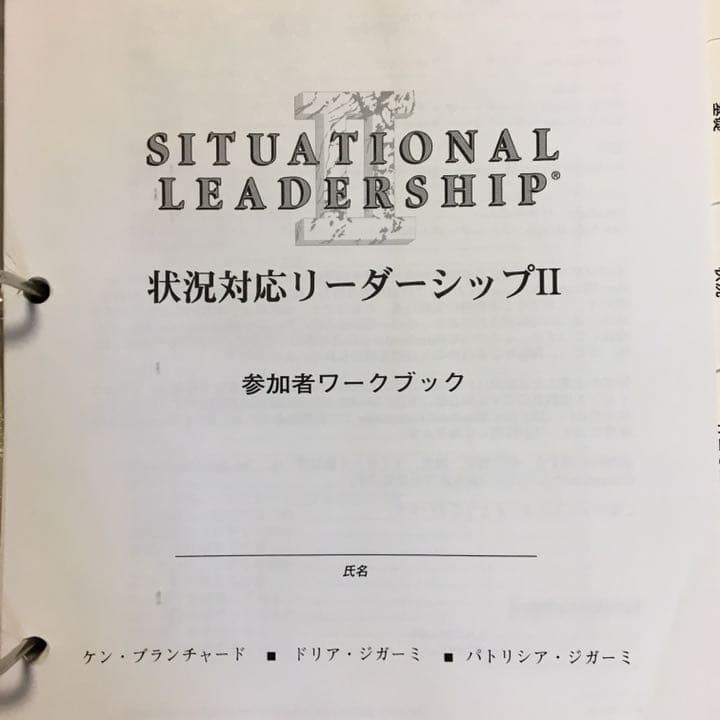 II
SITUATIONAL
LEADERSHIP®
状況対応リーダーシップII
参加者ワークブック
氏名
ケン・ブランチャード ■ ドリア・ジガーミ ■ パトリシア・ジガーミ